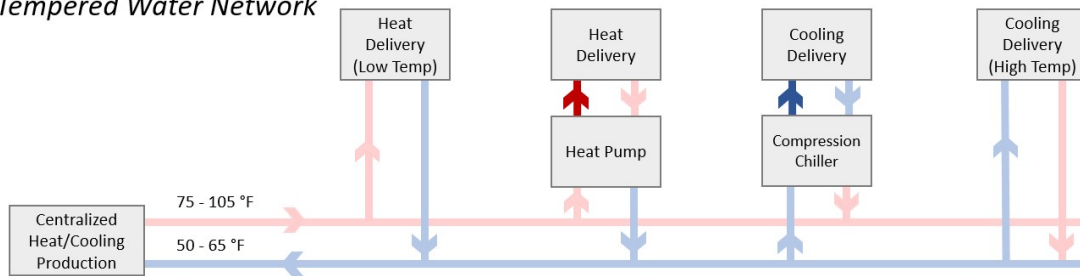 Tempered Water Network
Heat
Delivery
(Low Temp)
Heat
Delivery
Cooling
Delivery
Cooling
Delivery
(High Temp)
Heat Pump
Compression
Chiller
75 - 105 °F
Centralized
Heat/Cooling
Production
50 - 65 °F